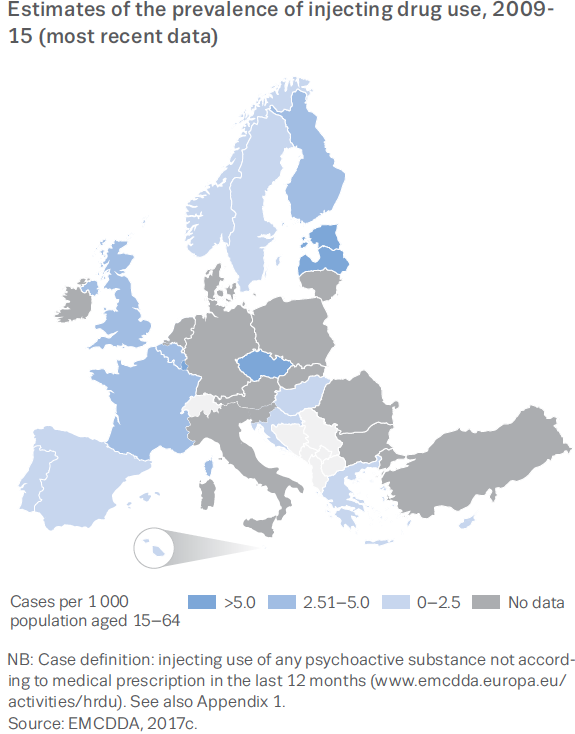 Estimates of the prevalence of injecting drug use, 2009-
15 (most recent data)
Cases per 1 000
population aged 15–64
>5.0
2.51–5.0
0–2.5
No data
NB: Case definition: injecting use of any psychoactive substance not accord-
ing to medical prescription in the last 12 months (www.emcdda.europa.eu/
activities/hrdu). See also Appendix 1.
Source: EMCDDA, 2017c.